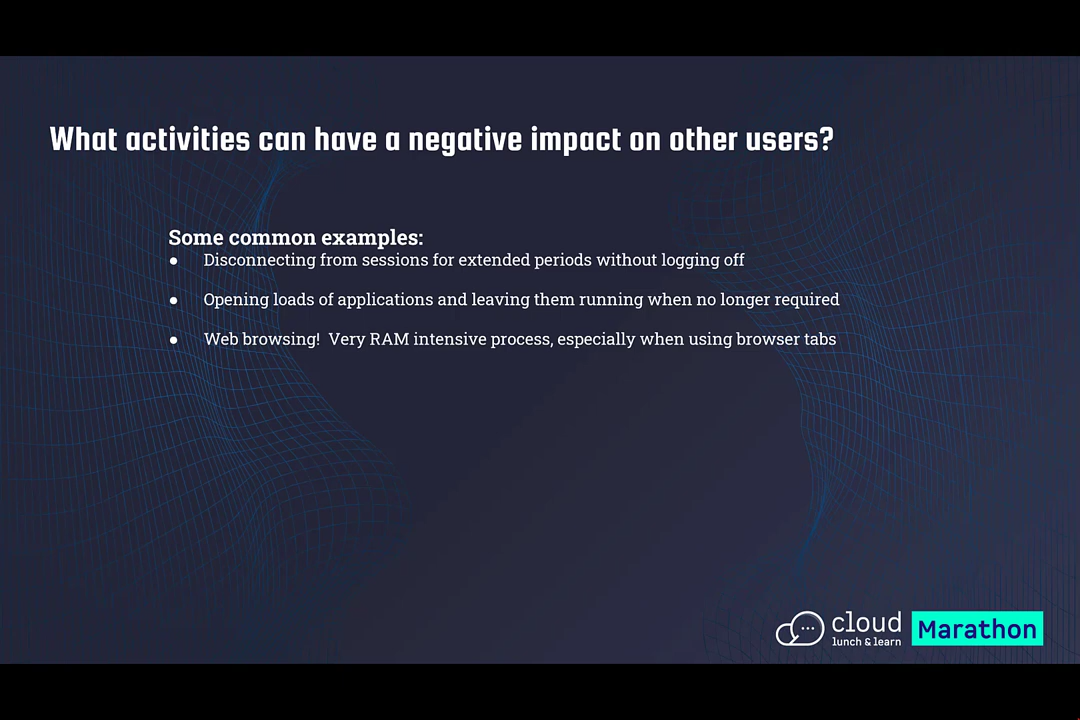 What activities can have a negative impact on other users?
Some common examples:
● Disconnecting from sessions for extended periods without logging off
● Opening loads of applications and leaving them running when no longer required
● Web browsing!  Very RAM intensive process, especially when using browser tabs
cloud
lunch & learn
Marathon